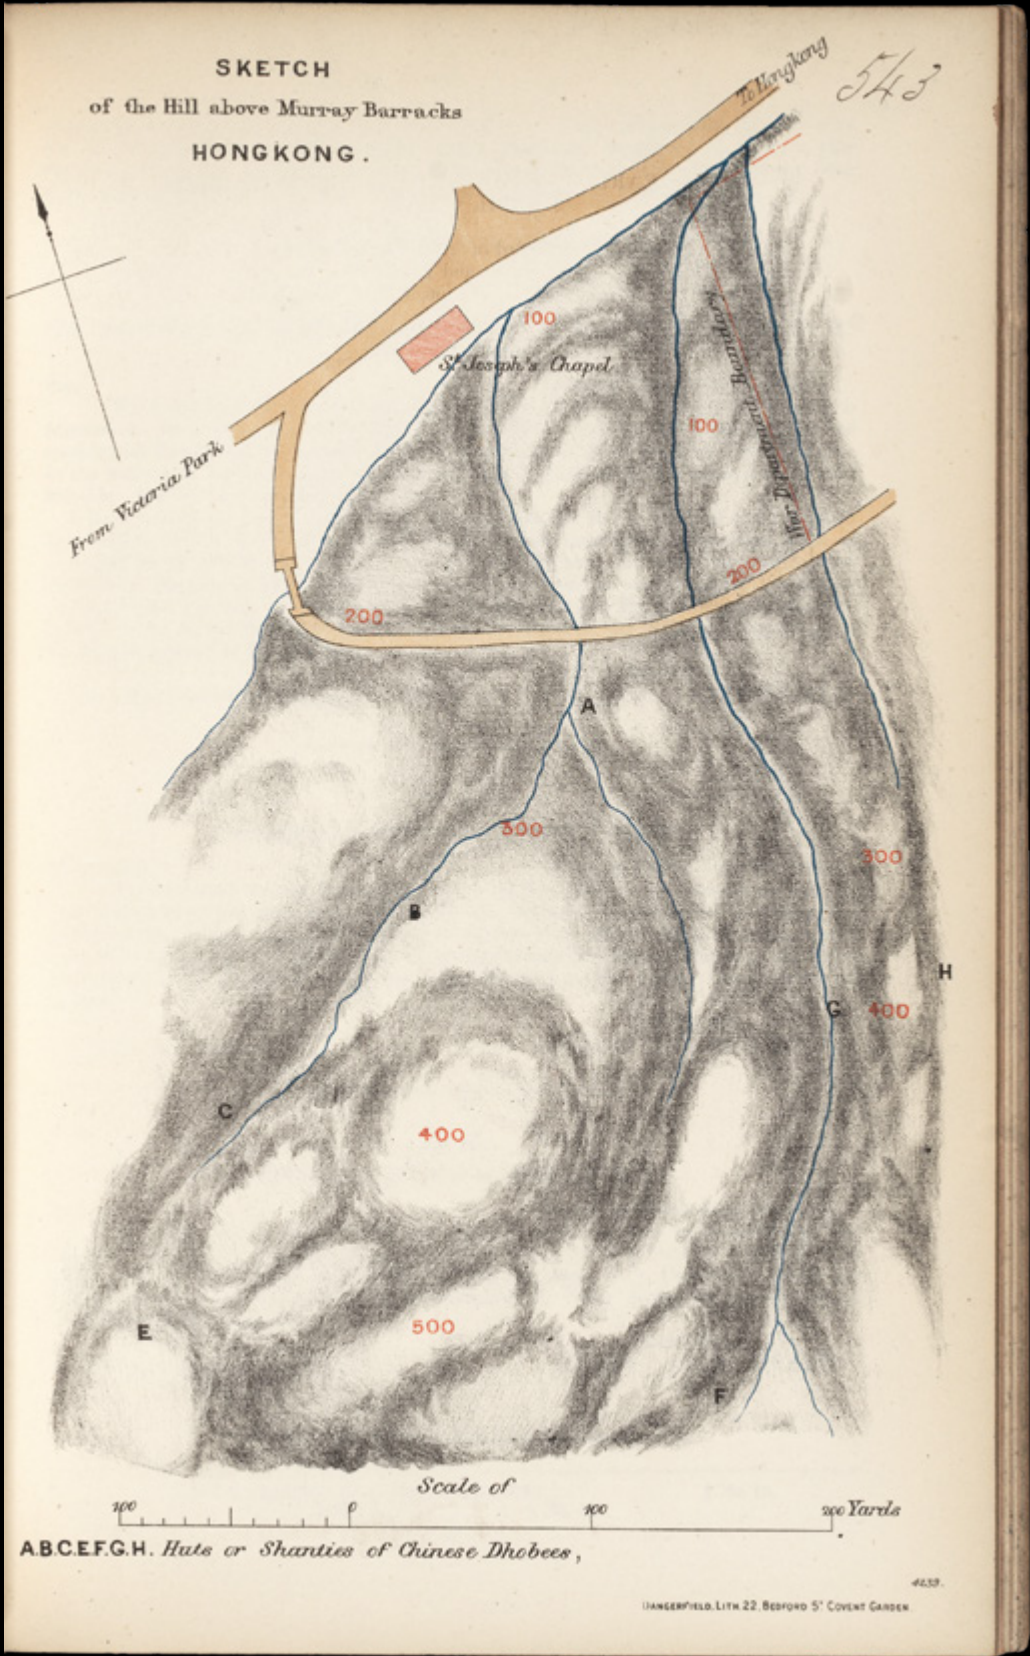 SKETCH
of the Hill above Murray Barracks
HONGKONG.
543
To Hongkong
100
St. Joseph's Chapel
100
War Department Boundary
From Victoria Park
200
200
A
300
300
B
H
G
400
C
400
E
500
F
Scale of
100 0 100 200 Yards
A.B.C.E.F.G.H. Huts or Shanties of Chinese Dhobees,
4239.
DANGERFIELD, LITH. 22, BEDFORD ST. COVENT GARDEN.